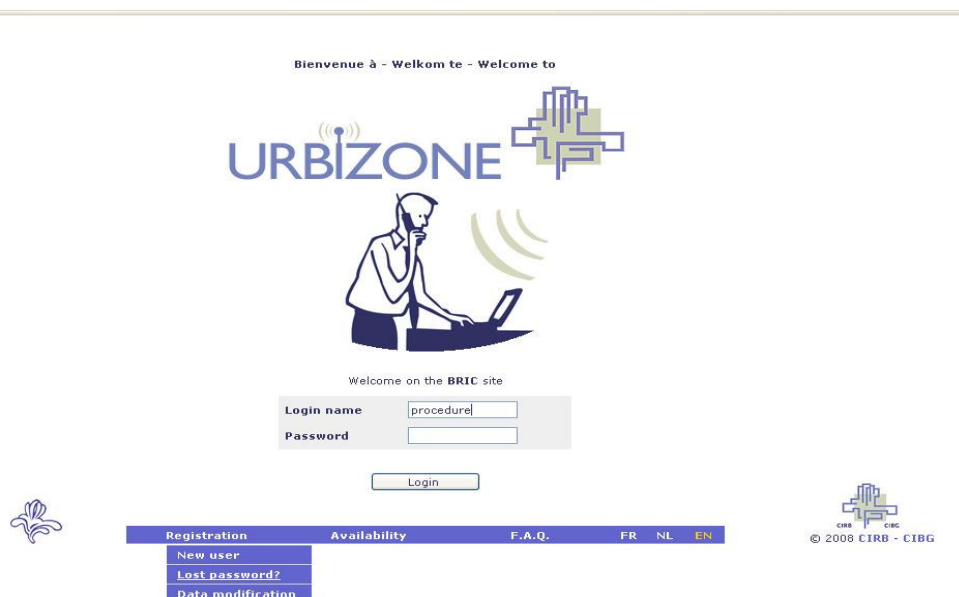 Bienvenue à - Welkom te - Welcome to
URBIZONE
Welcome on the BRIC site
Login name procedure
Password
Login
Registration Availability F.A.Q. FR NL EN
New user
Lost password?
Data modification
CIRB CIBG
© 2008 CIRB - CIBG